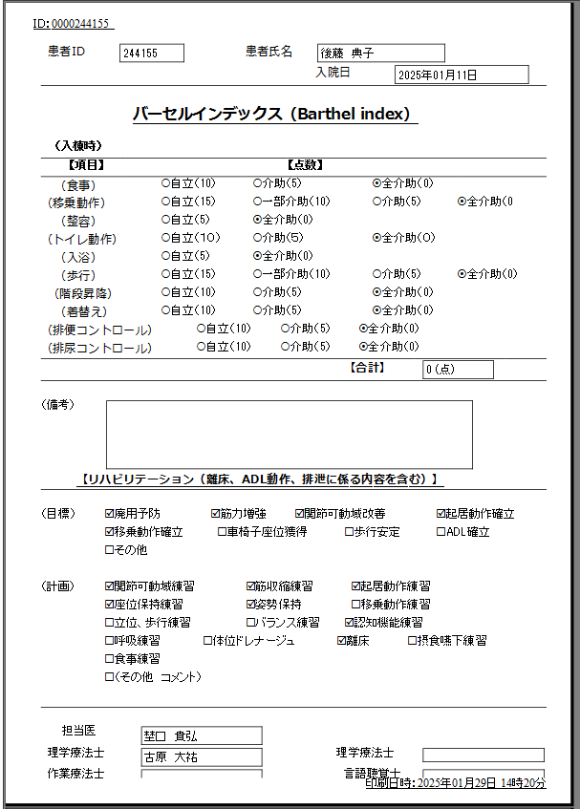 ID:0000244155
患者ID 244155 患者氏名 後藤 典子
入院日 2025年01月11日
バーセルインデックス（Barthel index）
（入棟時）
【項目】 【点数】
（食事） ○自立(10) ○介助(5) ⊙全介助(0)
（移乗動作） ○自立(15) ○一部介助(10) ○介助(5) ⊙全介助(0
（整容） ○自立(5) ⊙全介助(0)
（トイレ動作） ○自立(10) ○介助(5) ⊙全介助(0)
（入浴） ○自立(5) ⊙全介助(0)
（歩行） ○自立(15) ○一部介助(10) ○介助(5) ⊙全介助(0)
（階段昇降） ○自立(10) ○介助(5) ⊙全介助(0)
（着替え） ○自立(10) ○介助(5) ⊙全介助(0)
（排便コントロール） ○自立(10) ○介助(5) ⊙全介助(0)
（排尿コントロール） ○自立(10) ○介助(5) ⊙全介助(0)
【合計】 0(点)
（備考）
【リハビリテーション（離床、ADL動作、排泄に係る内容を含む）】
（目標） ☑廃用予防 ☑筋力増強 ☑関節可動域改善 ☑起居動作確立
☑移乗動作確立 □車椅子座位獲得 □歩行安定 □ADL確立
□その他
（計画） ☑関節可動域練習 ☑筋収縮練習 ☑起居動作練習
☑座位保持練習 ☑姿勢保持 □移乗動作練習
□立位、歩行練習 □バランス練習 ☑認知機能練習
□呼吸練習 □体位ドレナージュ ☑離床 □摂食嚥下練習
□食事練習
□(その他 コメント)
担当医 埜口 貴弘
理学療法士 古原 大祐 理学療法士
作業療法士 言語聴覚士
印刷日時:2025年01月29日 14時20分